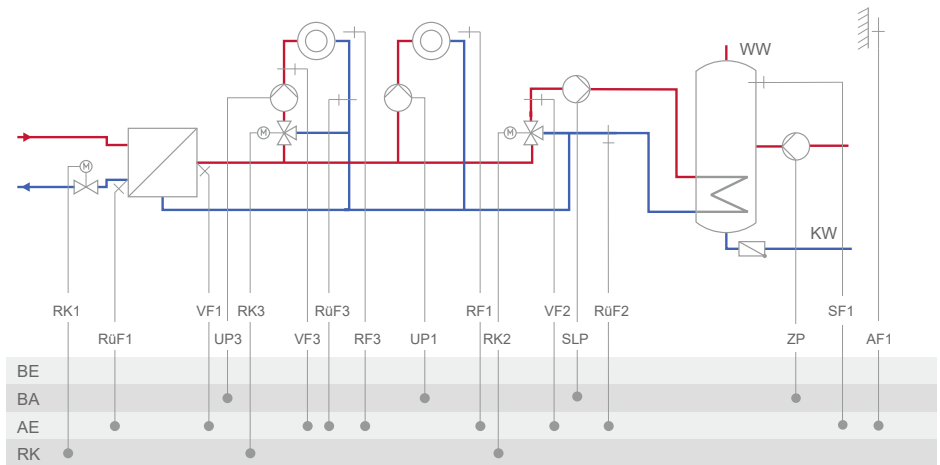 WW
M
M
M
KW
RK1
VF1
RK3
RüF3
RF1
VF2
RüF2
SF1
RüF1
UP3
VF3
RF3
UP1
RK2
SLP
ZP
AF1
BE
BA
AE
RK